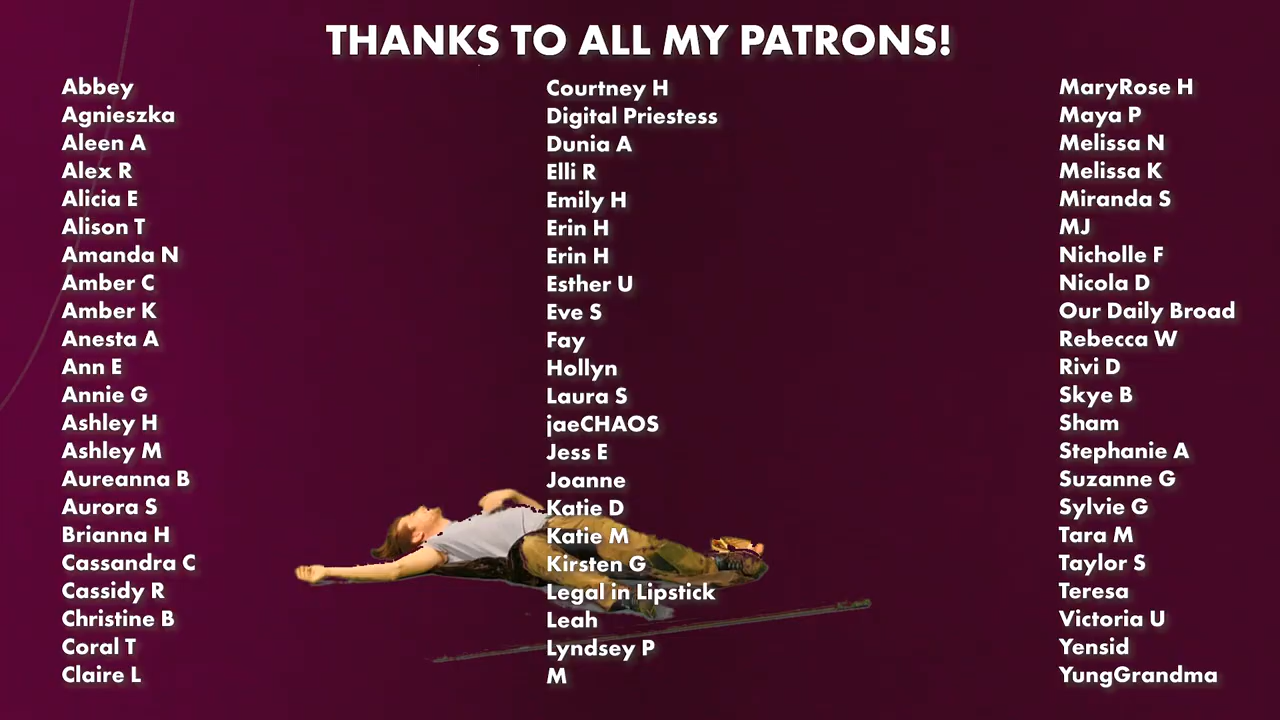 THANKS TO ALL MY PATRONS!
Abbey
Agnieszka
Aleen A
Alex R
Alicia E
Alison T
Amanda N
Amber C
Amber K
Anesta A
Ann E
Annie G
Ashley H
Ashley M
Aureanna B
Aurora S
Brianna H
Cassandra C
Cassidy R
Christine B
Coral T
Claire L
Courtney H
Digital Priestess
Dunia A
Elli R
Emily H
Erin H
Erin H
Esther U
Eve S
Fay
Hollyn
Laura S
jaeCHAOS
Jess E
Joanne
Katie D
Katie M
Kirsten G
Legal in Lipstick
Leah
Lyndsey P
M
MaryRose H
Maya P
Melissa N
Melissa K
Miranda S
MJ
Nicholle F
Nicola D
Our Daily Broad
Rebecca W
Rivi D
Skye B
Sham
Stephanie A
Suzanne G
Sylvie G
Tara M
Taylor S
Teresa
Victoria U
Yensid
YungGrandma